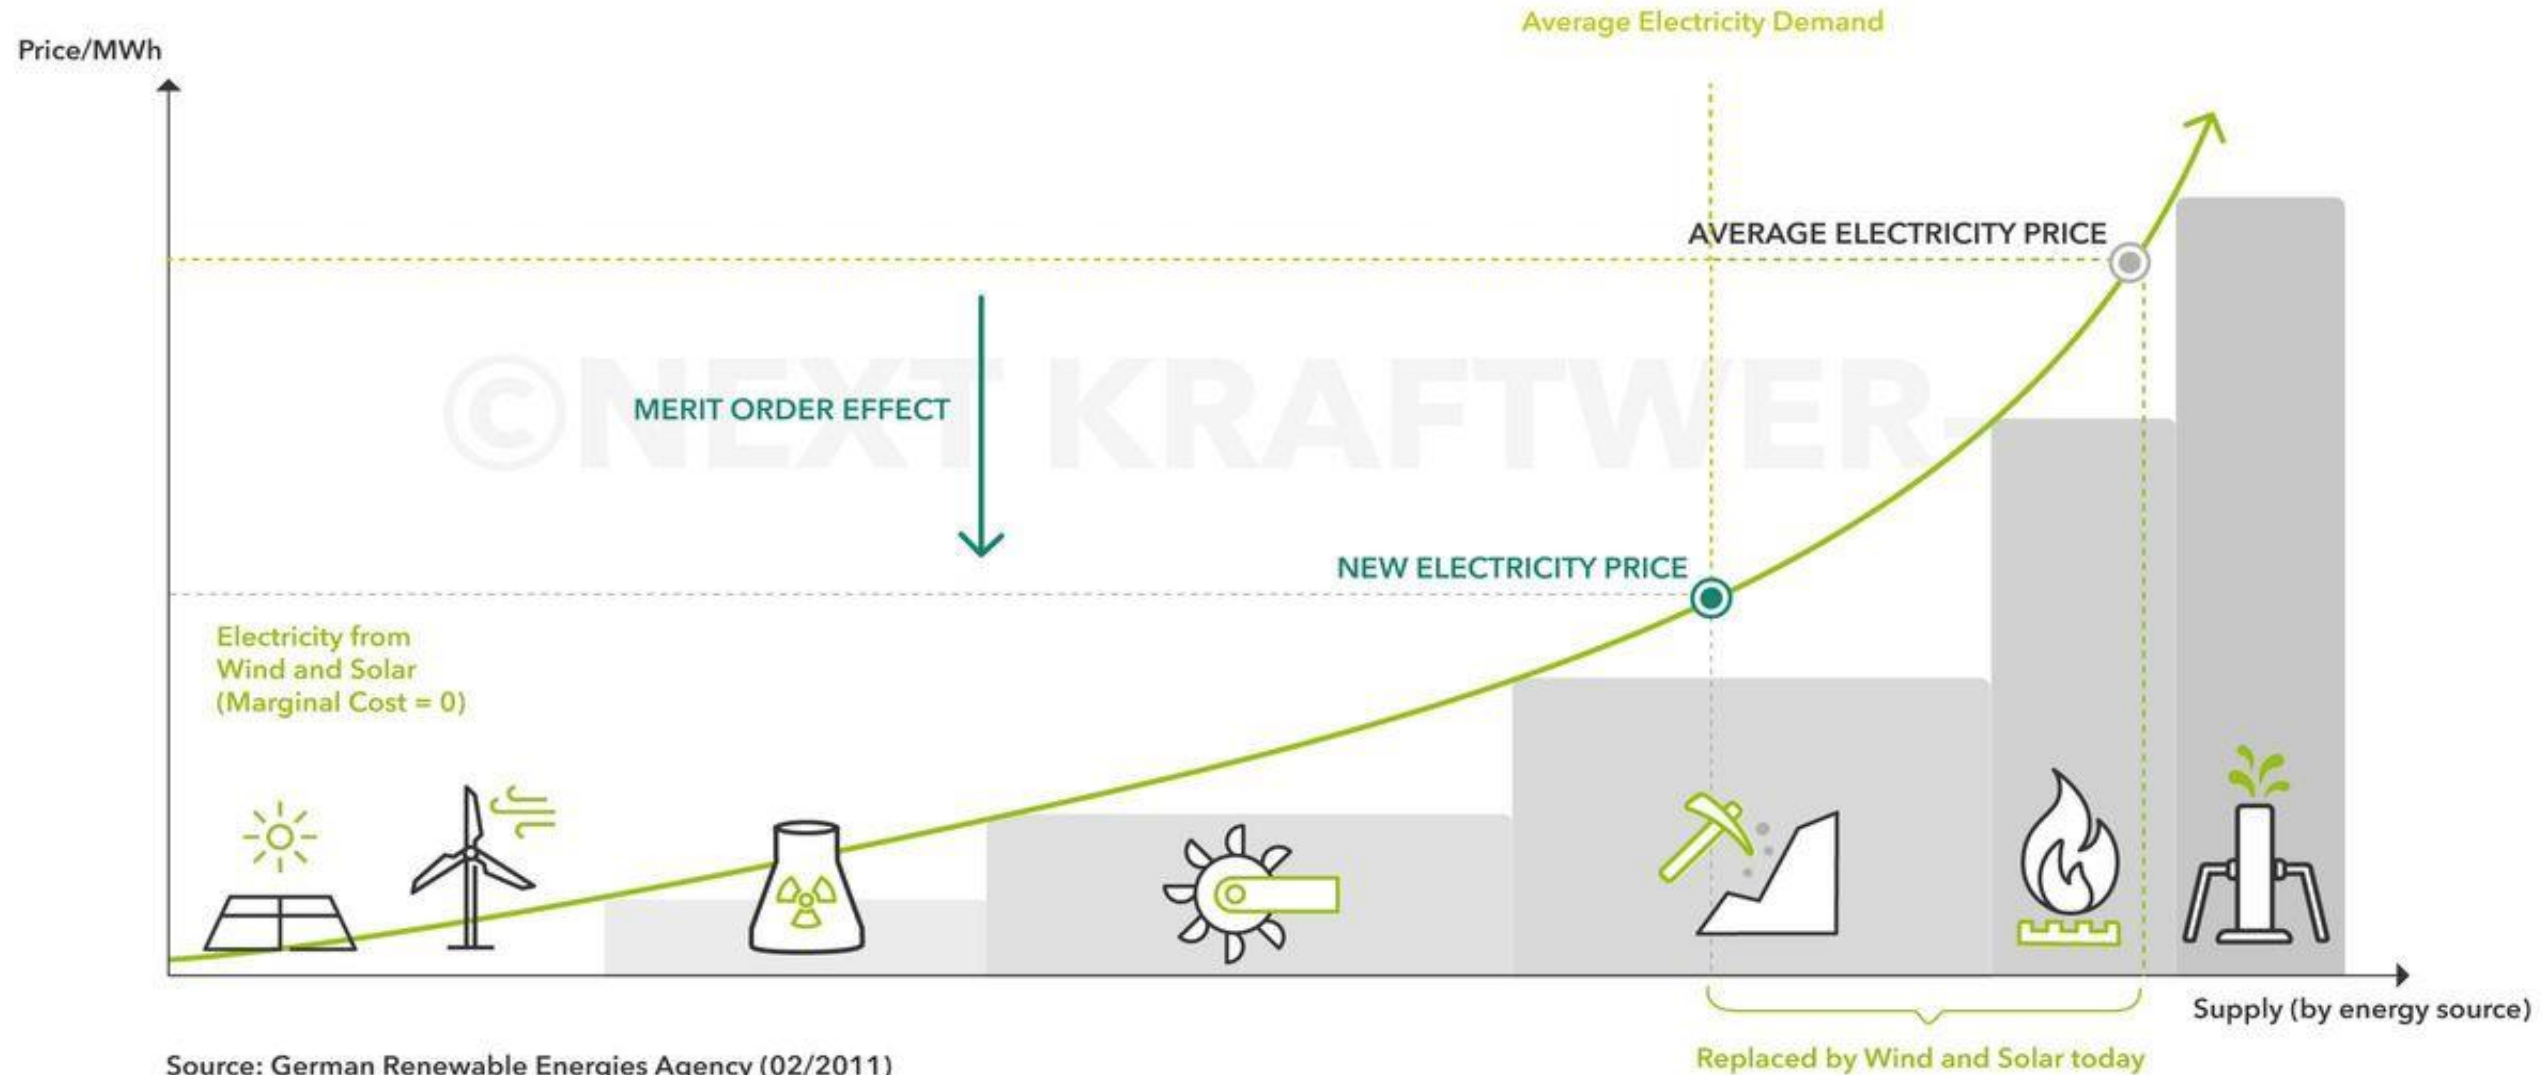 Average Electricity Demand
Price/MWh
AVERAGE ELECTRICITY PRICE
©NEXT KRAFTWER-
MERIT ORDER EFFECT
NEW ELECTRICITY PRICE
Electricity from
Wind and Solar
(Marginal Cost = 0)
Supply (by energy source)
Replaced by Wind and Solar today
Source: German Renewable Energies Agency (02/2011)